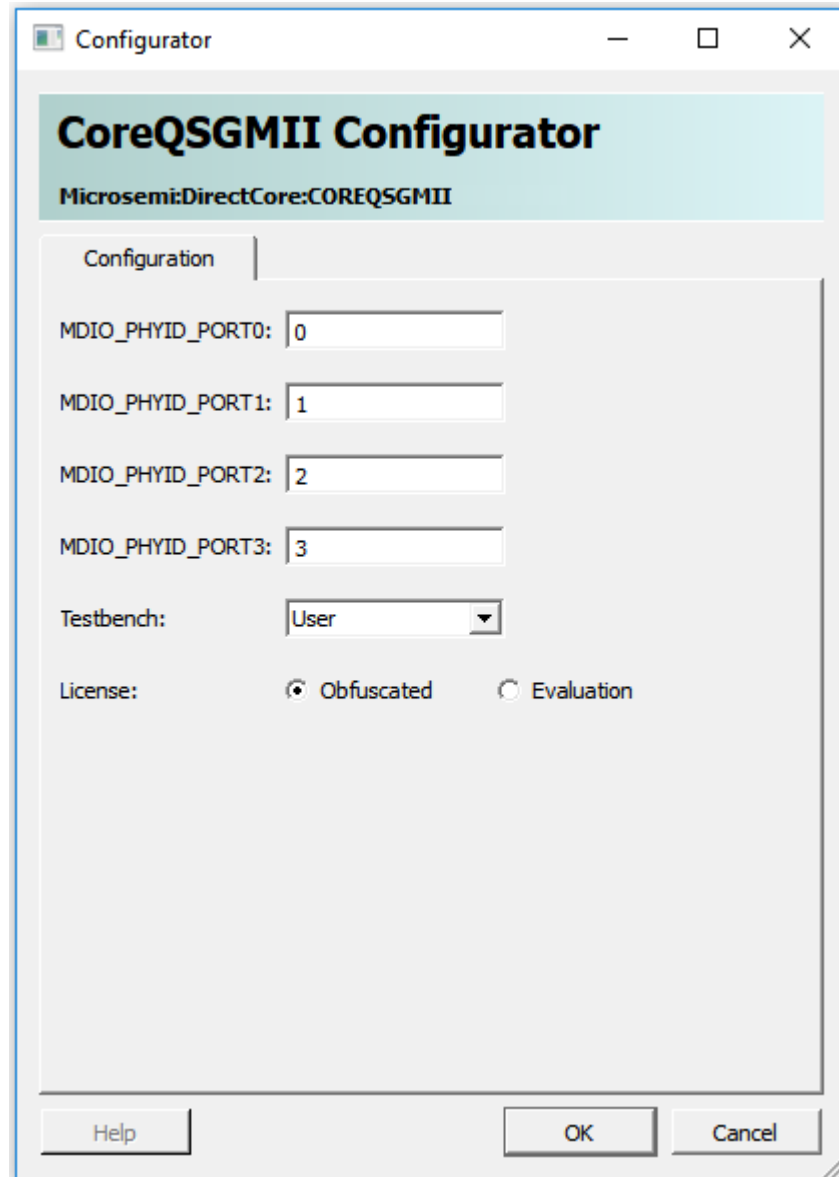 Configurator
CoreQSGMII Configurator
Microsemi:DirectCore:COREQSGMII
Configuration
MDIO_PHYID_PORT0: 0
MDIO_PHYID_PORT1: 1
MDIO_PHYID_PORT2: 2
MDIO_PHYID_PORT3: 3
Testbench: User
License: Obfuscated Evaluation
Help OK Cancel